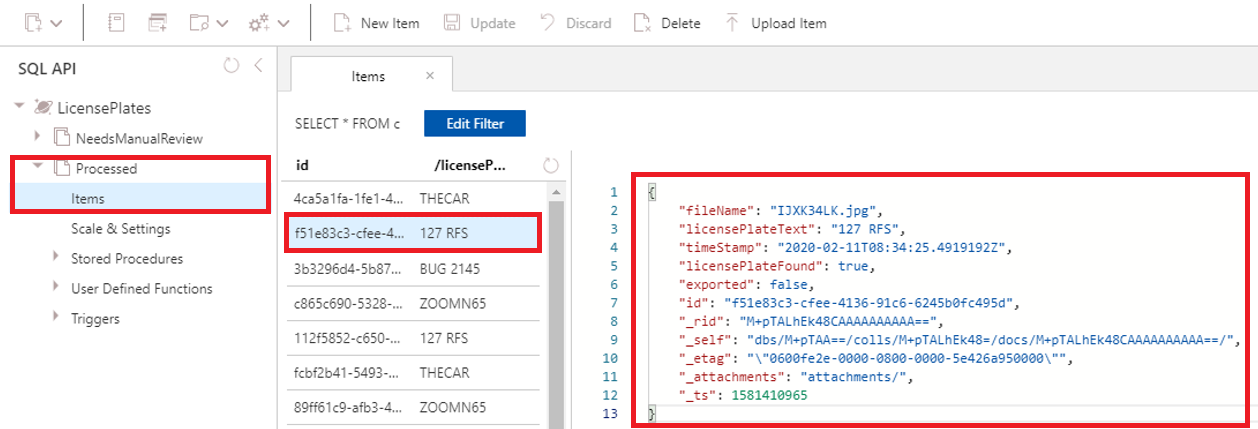 New Item
Update
Discard
Delete
Upload Item
SQL API
LicensePlates
NeedsManualReview
Processed
Items
Scale & Settings
Stored Procedures
User Defined Functions
Triggers
Items
SELECT * FROM c
Edit Filter
id /licenseP...
4ca5a1fa-1fe1-4... THECAR
f51e83c3-cfee-4... 127 RFS
3b3296d4-5b87... BUG 2145
c865c690-5328-... ZOOMN65
112f5852-c650-... 127 RFS
fcbf2b41-5493-... THECAR
89ff61c9-afb3-4... ZOOMN65
1 {
2 "fileName": "IJXK34LK.jpg",
3 "licensePlateText": "127 RFS",
4 "timeStamp": "2020-02-11T08:34:25.4919192Z",
5 "licensePlateFound": true,
6 "exported": false,
7 "id": "f51e83c3-cfee-4136-91c6-6245b0fc495d",
8 "_rid": "M+pTALhEk48CAAAAAAAAAA==",
9 "_self": "dbs/M+pTAA==/colls/M+pTALhEk48=/docs/M+pTALhEk48CAAAAAAAAAA==/",
10 "_etag": "\"0600fe2e-0000-0800-0000-5e426a950000\"",
11 "_attachments": "attachments/",
12 "_ts": 1581410965
13 }